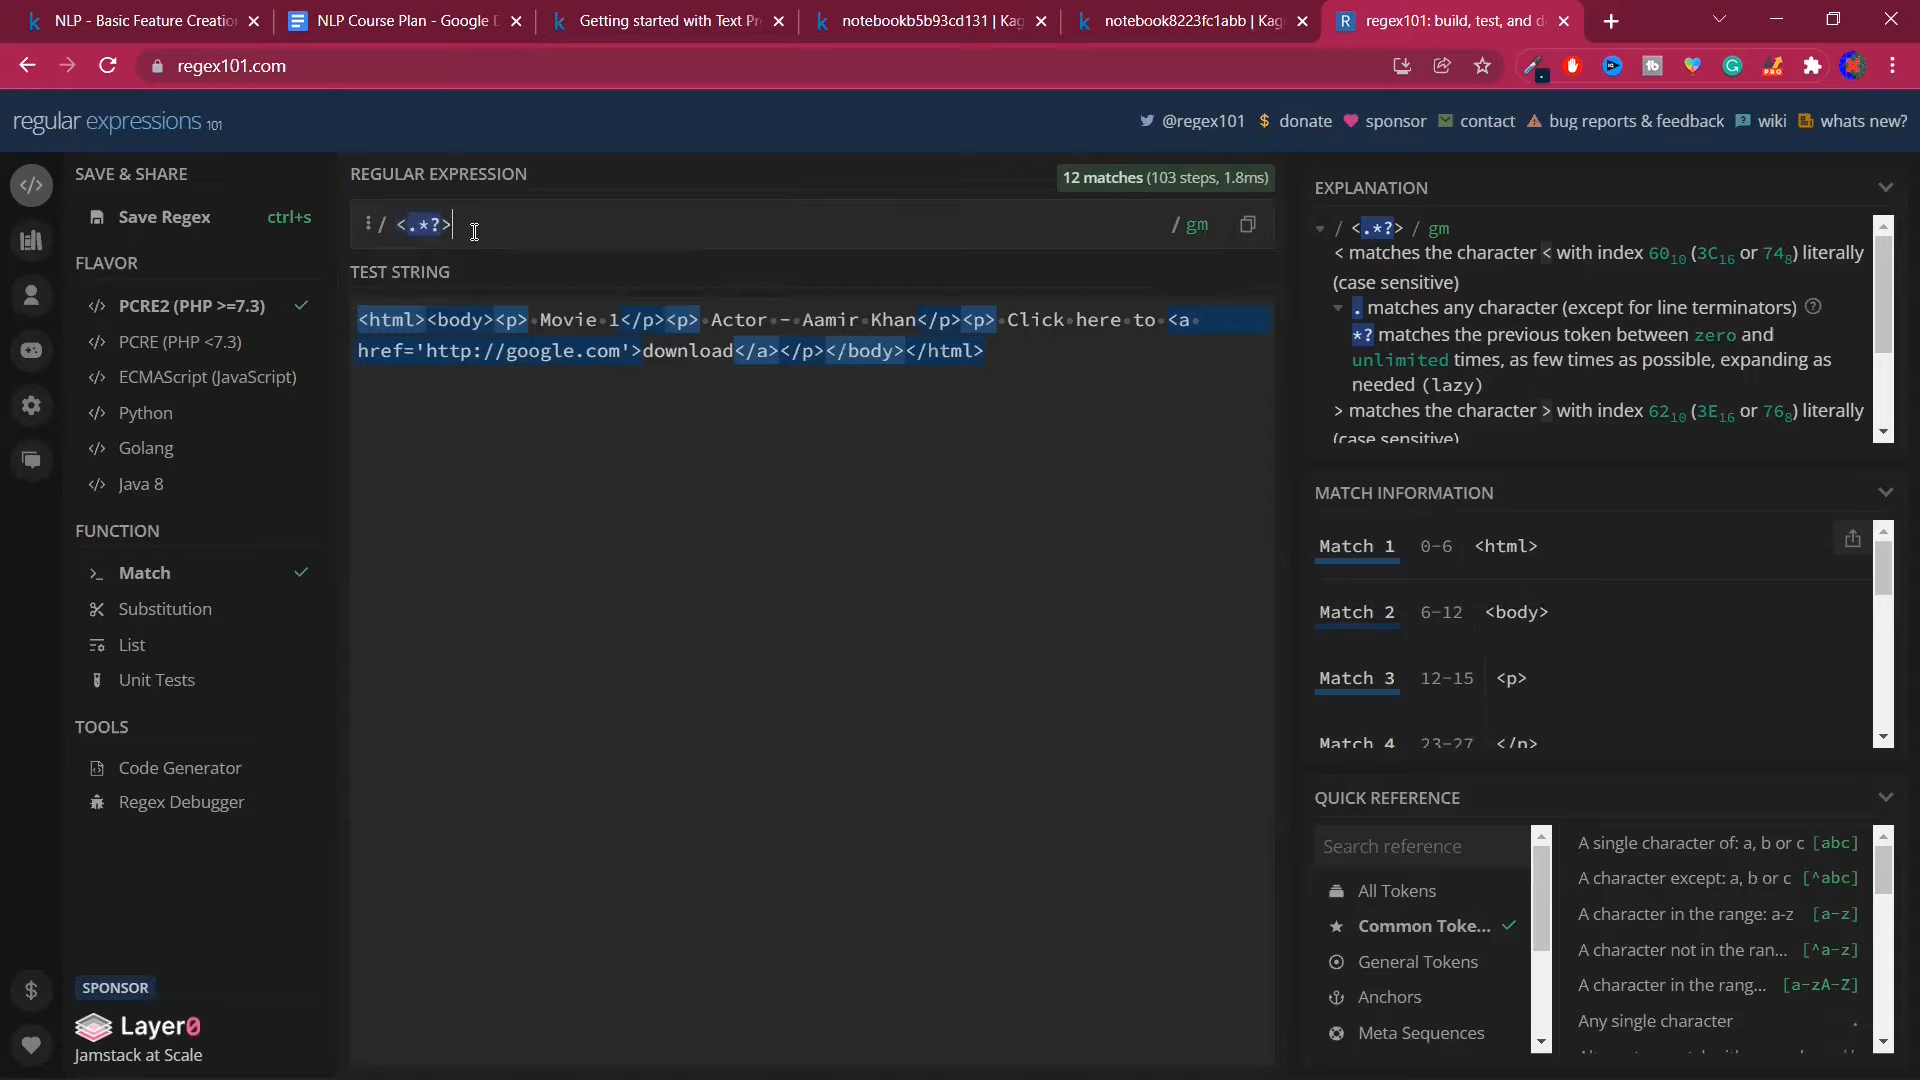 NLP - Basic Feature Creatio
NLP Course Plan - Google D
Getting started with Text Pr
notebookb5b93cd131 | Kag
notebook8223fc1abb | Kag
regex101: build, test, and d
regex101.com
regular expressions 101
@regex101
$ donate
sponsor
contact
bug reports & feedback
wiki
whats new?
SAVE & SHARE
Save Regex ctrl+s
FLAVOR
PCRE2 (PHP >=7.3)
PCRE (PHP <7.3)
ECMAScript (JavaScript)
Python
Golang
Java 8
FUNCTION
Match
Substitution
List
Unit Tests
TOOLS
Code Generator
Regex Debugger
SPONSOR
Layer0
Jamstack at Scale
REGULAR EXPRESSION
12 matches (103 steps, 1.8ms)
/ <.*?> / gm
TEST STRING
<html><body><p> Movie 1</p><p> Actor - Aamir Khan</p><p> Click here to <a
href='http://google.com'>download</a></p></body></html>
EXPLANATION
/ <.*?> / gm
< matches the character < with index 60₁₀ (3C₁₆ or 74₈) literally
(case sensitive)
. matches any character (except for line terminators)
*? matches the previous token between zero and
unlimited times, as few times as possible, expanding as
needed (lazy)
> matches the character > with index 62₁₀ (3E₁₆ or 76₈) literally
(case sensitive)
MATCH INFORMATION
Match 1 0-6 <html>
Match 2 6-12 <body>
Match 3 12-15 <p>
Match 4 23-27 </p>
QUICK REFERENCE
Search reference
All Tokens
Common Toke...
General Tokens
Anchors
Meta Sequences
A single character of: a, b or c [abc]
A character except: a, b or c [^abc]
A character in the range: a-z [a-z]
A character not in the ran... [^a-z]
A character in the rang... [a-zA-Z]
Any single character .